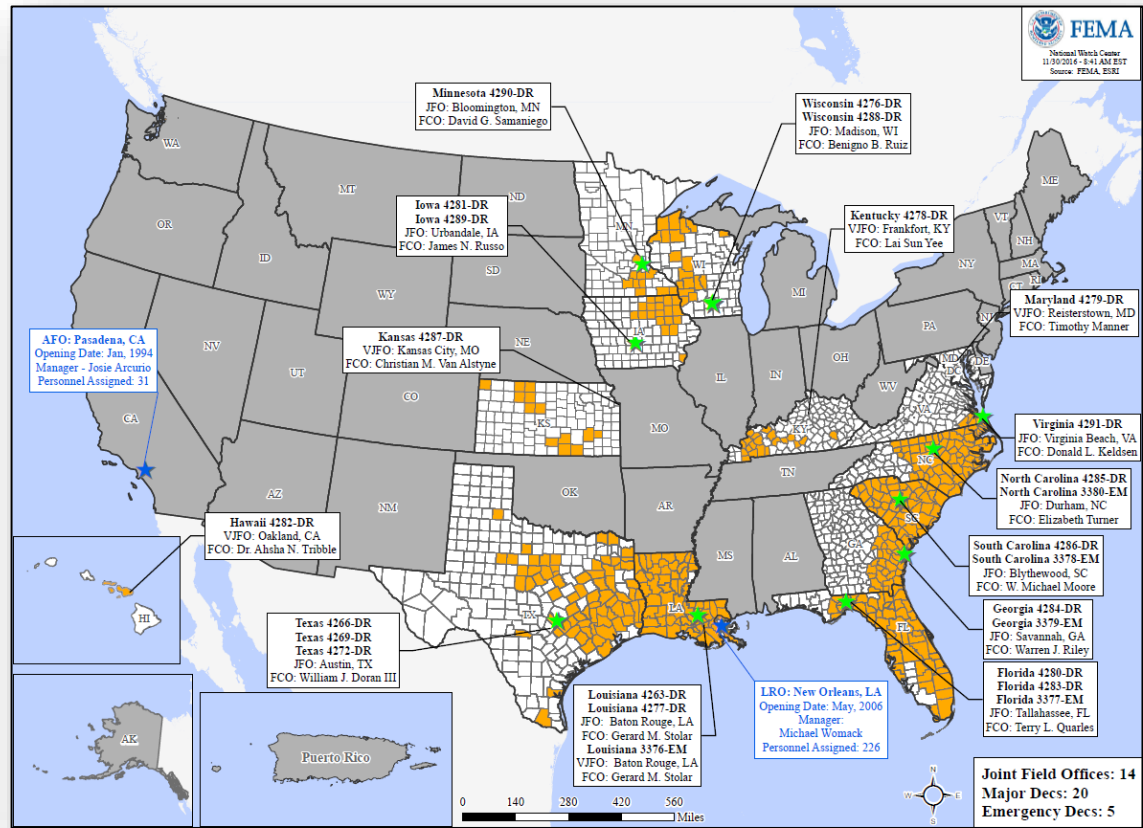 FEMA
National Watch Center
11/30/2016 - 8:41 AM EST
Source: FEMA, ESRI
Minnesota 4290-DR
JFO: Bloomington, MN
FCO: David G. Samaniego
Wisconsin 4276-DR
Wisconsin 4288-DR
JFO: Madison, WI
FCO: Benigno B. Ruiz
Iowa 4281-DR
Iowa 4289-DR
JFO: Urbandale, IA
FCO: James N. Russo
Kentucky 4278-DR
VJFO: Frankfort, KY
FCO: Lai Sun Yee
Maryland 4279-DR
VJFO: Reisterstown, MD
FCO: Timothy Manner
AFO: Pasadena, CA
Opening Date: Jan, 1994
Manager - Josie Arcurio
Personnel Assigned: 31
Kansas 4287-DR
VJFO: Kansas City, MO
FCO: Christian M. Van Alstyne
Virginia 4291-DR
JFO: Virginia Beach, VA
FCO: Donald L. Keldsen
North Carolina 4285-DR
North Carolina 3380-EM
JFO: Durham, NC
FCO: Elizabeth Turner
Hawaii 4282-DR
VJFO: Oakland, CA
FCO: Dr. Ahsha N. Tribble
South Carolina 4286-DR
South Carolina 3378-EM
JFO: Blythewood, SC
FCO: W. Michael Moore
Georgia 4284-DR
Georgia 3379-EM
JFO: Savannah, GA
FCO: Warren J. Riley
Texas 4266-DR
Texas 4269-DR
Texas 4272-DR
JFO: Austin, TX
FCO: William J. Doran III
Florida 4280-DR
Florida 4283-DR
Florida 3377-EM
JFO: Tallahassee, FL
FCO: Terry L. Quarles
Louisiana 4263-DR
Louisiana 4277-DR
JFO: Baton Rouge, LA
FCO: Gerard M. Stolar
Louisiana 3376-EM
VJFO: Baton Rouge, LA
FCO: Gerard M. Stolar
LRO: New Orleans, LA
Opening Date: May, 2006
Manager:
Michael Womack
Personnel Assigned: 226
WA
MT
ND
MN
ME
OR
ID
SD
WI
VT
NH
NY
MA
RI
CT
WY
MI
IA
PA
NJ
NV
UT
NE
IL
IN
OH
MD
DE
DC
WV
VA
CA
CO
KS
MO
KY
TN
NC
AZ
NM
OK
AR
SC
MS
AL
GA
HI
TX
LA
FL
AK
Puerto Rico
N
W
E
S
0 140 280 420 560
Miles
Joint Field Offices: 14
Major Decs: 20
Emergency Decs: 5